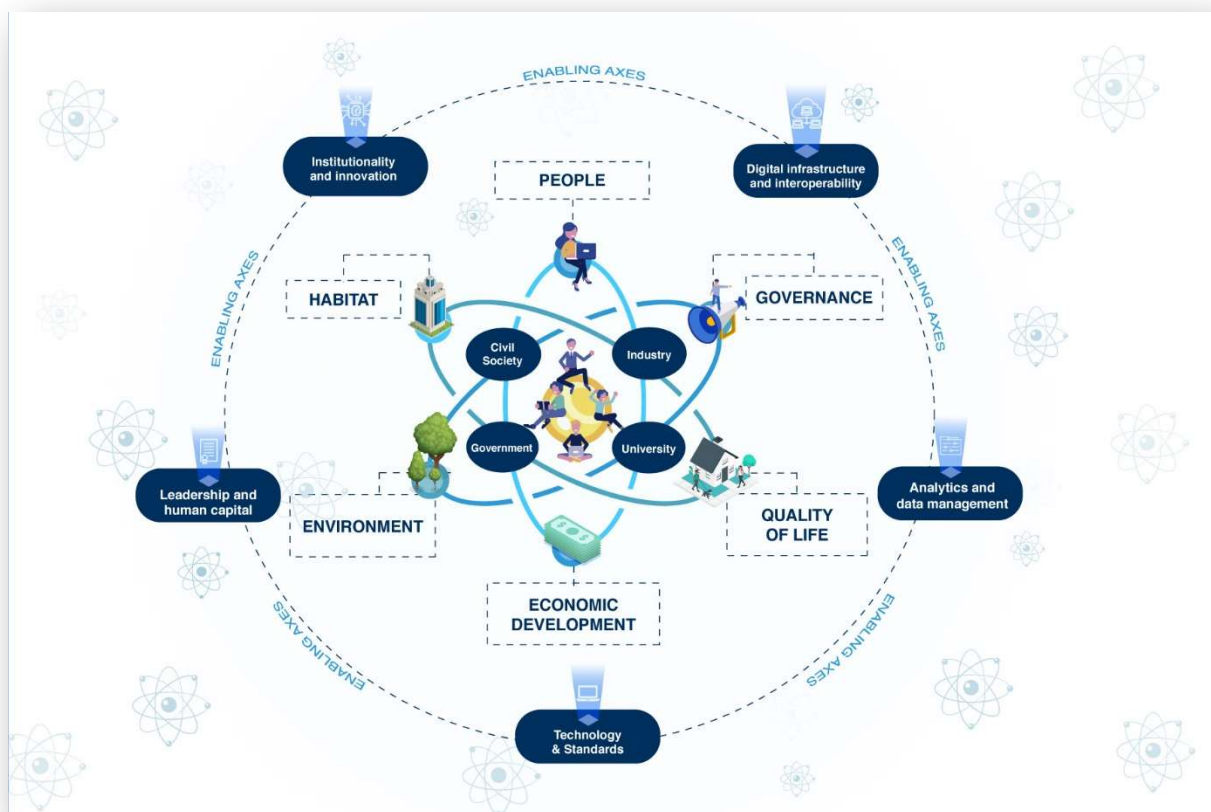 ENABLING AXES
Institutionality
and innovation
Digital infrastructure
and interoperability
PEOPLE
ENABLING AXES
ENABLING AXES
HABITAT
GOVERNANCE
Civil
Society
Industry
Government
University
Leadership and
human capital
Analytics and
data management
ENVIRONMENT
QUALITY
OF LIFE
ECONOMIC
DEVELOPMENT
ENABLING AXES
ENABLING AXES
Technology
& Standards